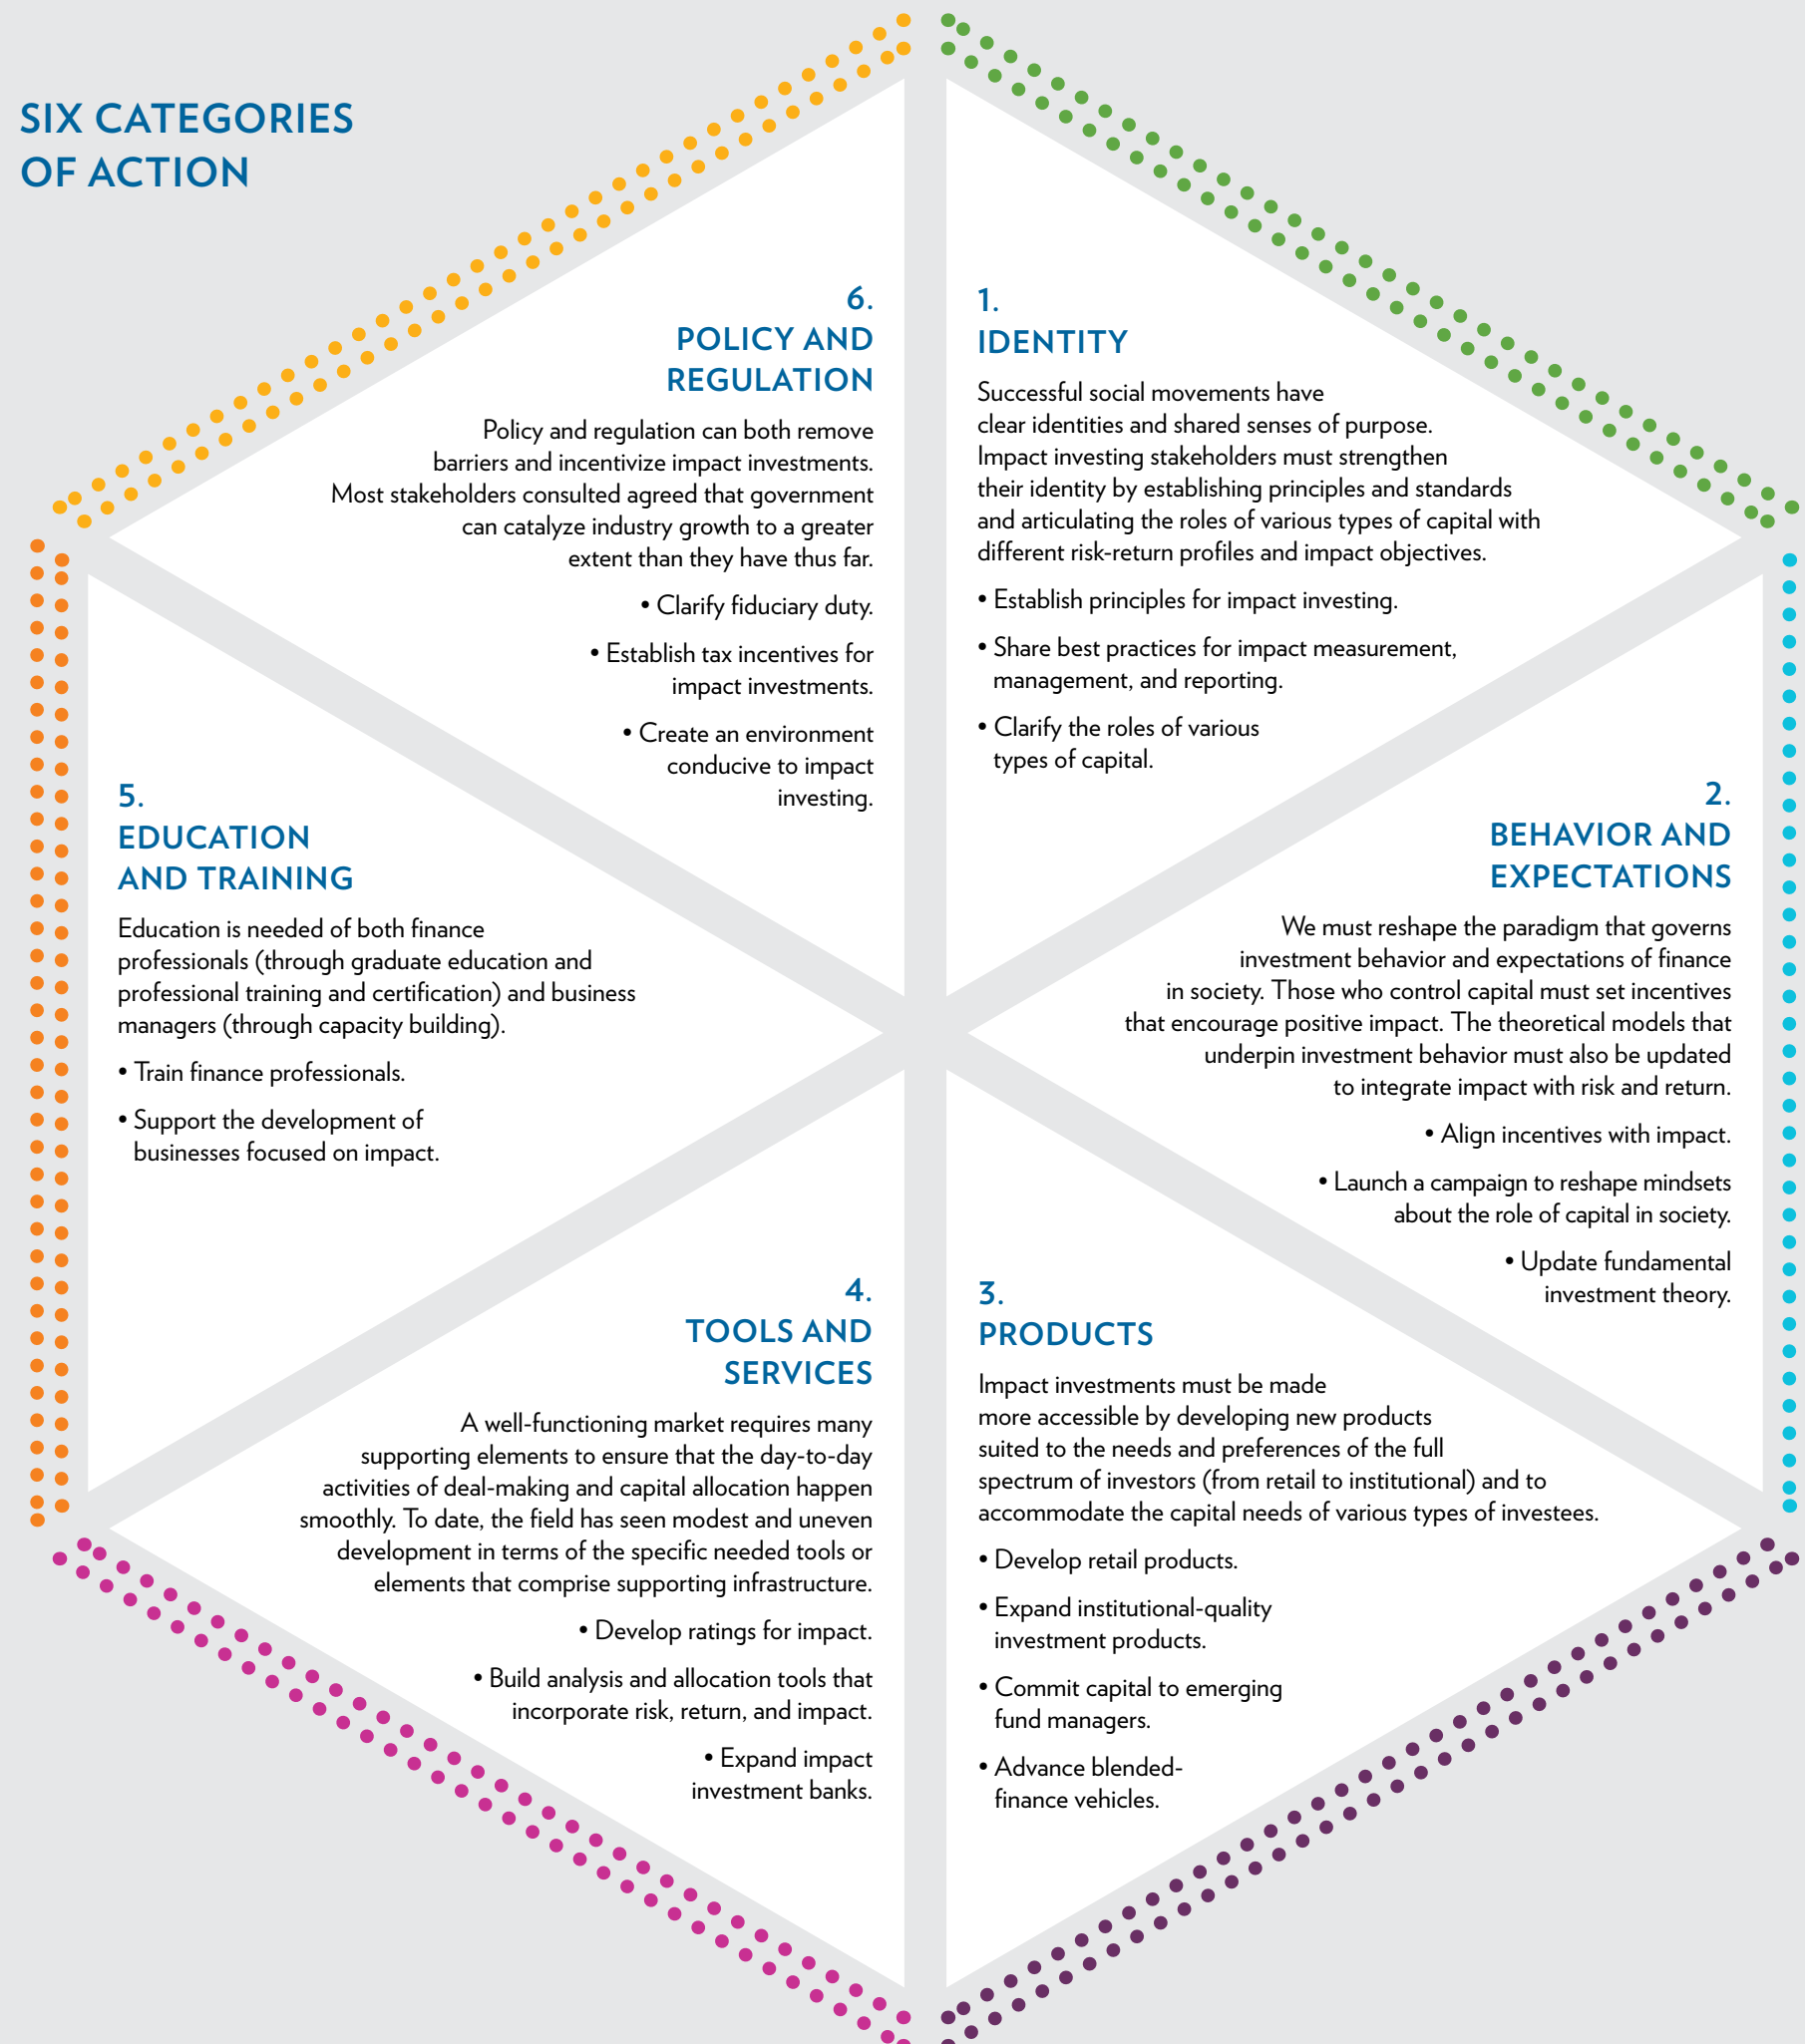 SIX CATEGORIES
OF ACTION
1.
IDENTITY
Successful social movements have
clear identities and shared senses of purpose.
Impact investing stakeholders must strengthen
their identity by establishing principles and standards
and articulating the roles of various types of capital with
different risk-return profiles and impact objectives.
• Establish principles for impact investing.
• Share best practices for impact measurement,
management, and reporting.
• Clarify the roles of various
types of capital.
2.
BEHAVIOR AND
EXPECTATIONS
We must reshape the paradigm that governs
investment behavior and expectations of finance
in society. Those who control capital must set incentives
that encourage positive impact. The theoretical models that
underpin investment behavior must also be updated
to integrate impact with risk and return.
• Align incentives with impact.
• Launch a campaign to reshape mindsets
about the role of capital in society.
• Update fundamental
investment theory.
3.
PRODUCTS
Impact investments must be made
more accessible by developing new products
suited to the needs and preferences of the full
spectrum of investors (from retail to institutional) and to
accommodate the capital needs of various types of investees.
• Develop retail products.
• Expand institutional-quality
investment products.
• Commit capital to emerging
fund managers.
• Advance blended-
finance vehicles.
4.
TOOLS AND
SERVICES
A well-functioning market requires many
supporting elements to ensure that the day-to-day
activities of deal-making and capital allocation happen
smoothly. To date, the field has seen modest and uneven
development in terms of the specific needed tools or
elements that comprise supporting infrastructure.
• Develop ratings for impact.
• Build analysis and allocation tools that
incorporate risk, return, and impact.
• Expand impact
investment banks.
5.
EDUCATION
AND TRAINING
Education is needed of both finance
professionals (through graduate education and
professional training and certification) and business
managers (through capacity building).
• Train finance professionals.
• Support the development of
businesses focused on impact.
6.
POLICY AND
REGULATION
Policy and regulation can both remove
barriers and incentivize impact investments.
Most stakeholders consulted agreed that government
can catalyze industry growth to a greater
extent than they have thus far.
• Clarify fiduciary duty.
• Establish tax incentives for
impact investments.
• Create an environment
conducive to impact
investing.